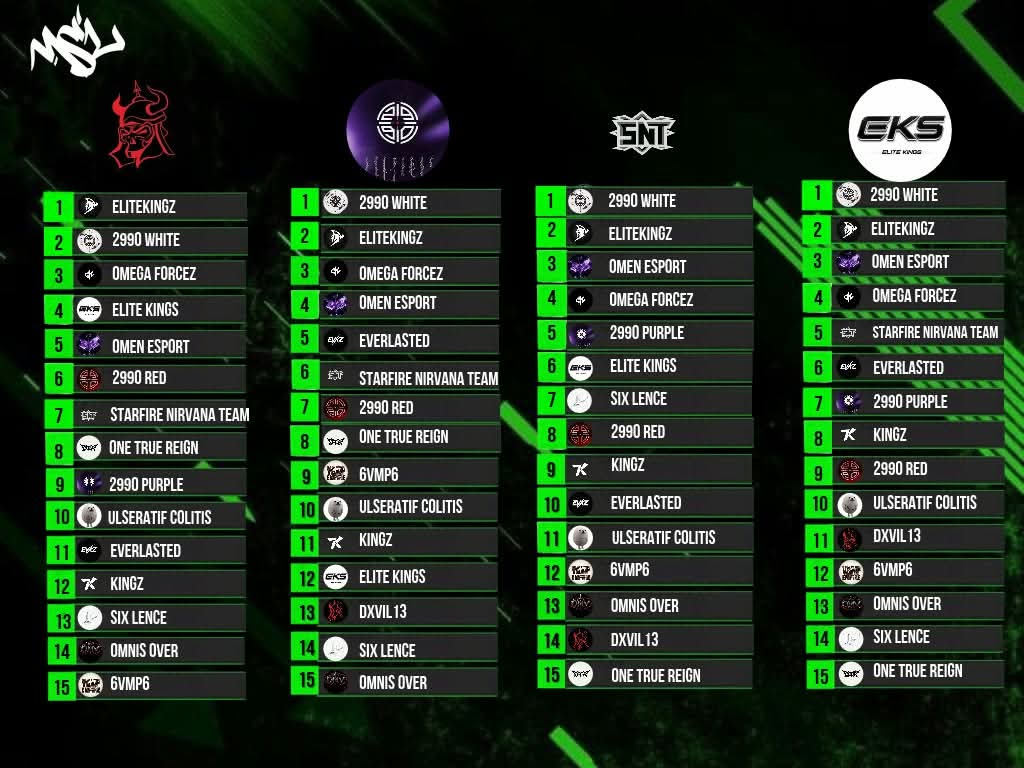 MSL
SNT
EKS
ELITE KINGS
1 ELITEKINGZ
2 2990 WHITE
3 OMEGA FORCEZ
4 ELITE KINGS
5 OMEN ESPORT
6 2990 RED
7 STARFIRE NIRVANA TEAM
8 ONE TRUE REIGN
9 2990 PURPLE
10 ULSERATIF COLITIS
11 EVERLASTED
12 KINGZ
13 SIX LENCE
14 OMNIS OVER
15 6VMP6
1 2990 WHITE
2 ELITEKINGZ
3 OMEGA FORCEZ
4 OMEN ESPORT
5 EVERLASTED
6 STARFIRE NIRVANA TEAM
7 2990 RED
8 ONE TRUE REIGN
9 6VMP6
10 ULSERATIF COLITIS
11 KINGZ
12 ELITE KINGS
13 DXVIL13
14 SIX LENCE
15 OMNIS OVER
1 2990 WHITE
2 ELITEKINGZ
3 OMEN ESPORT
4 OMEGA FORCEZ
5 2990 PURPLE
6 ELITE KINGS
7 SIX LENCE
8 2990 RED
9 KINGZ
10 EVERLASTED
11 ULSERATIF COLITIS
12 6VMP6
13 OMNIS OVER
14 DXVIL13
15 ONE TRUE REIGN
1 2990 WHITE
2 ELITEKINGZ
3 OMEN ESPORT
4 OMEGA FORCEZ
5 STARFIRE NIRVANA TEAM
6 EVERLASTED
7 2990 PURPLE
8 KINGZ
9 2990 RED
10 ULSERATIF COLITIS
11 DXVIL13
12 6VMP6
13 OMNIS OVER
14 SIX LENCE
15 ONE TRUE REIGN